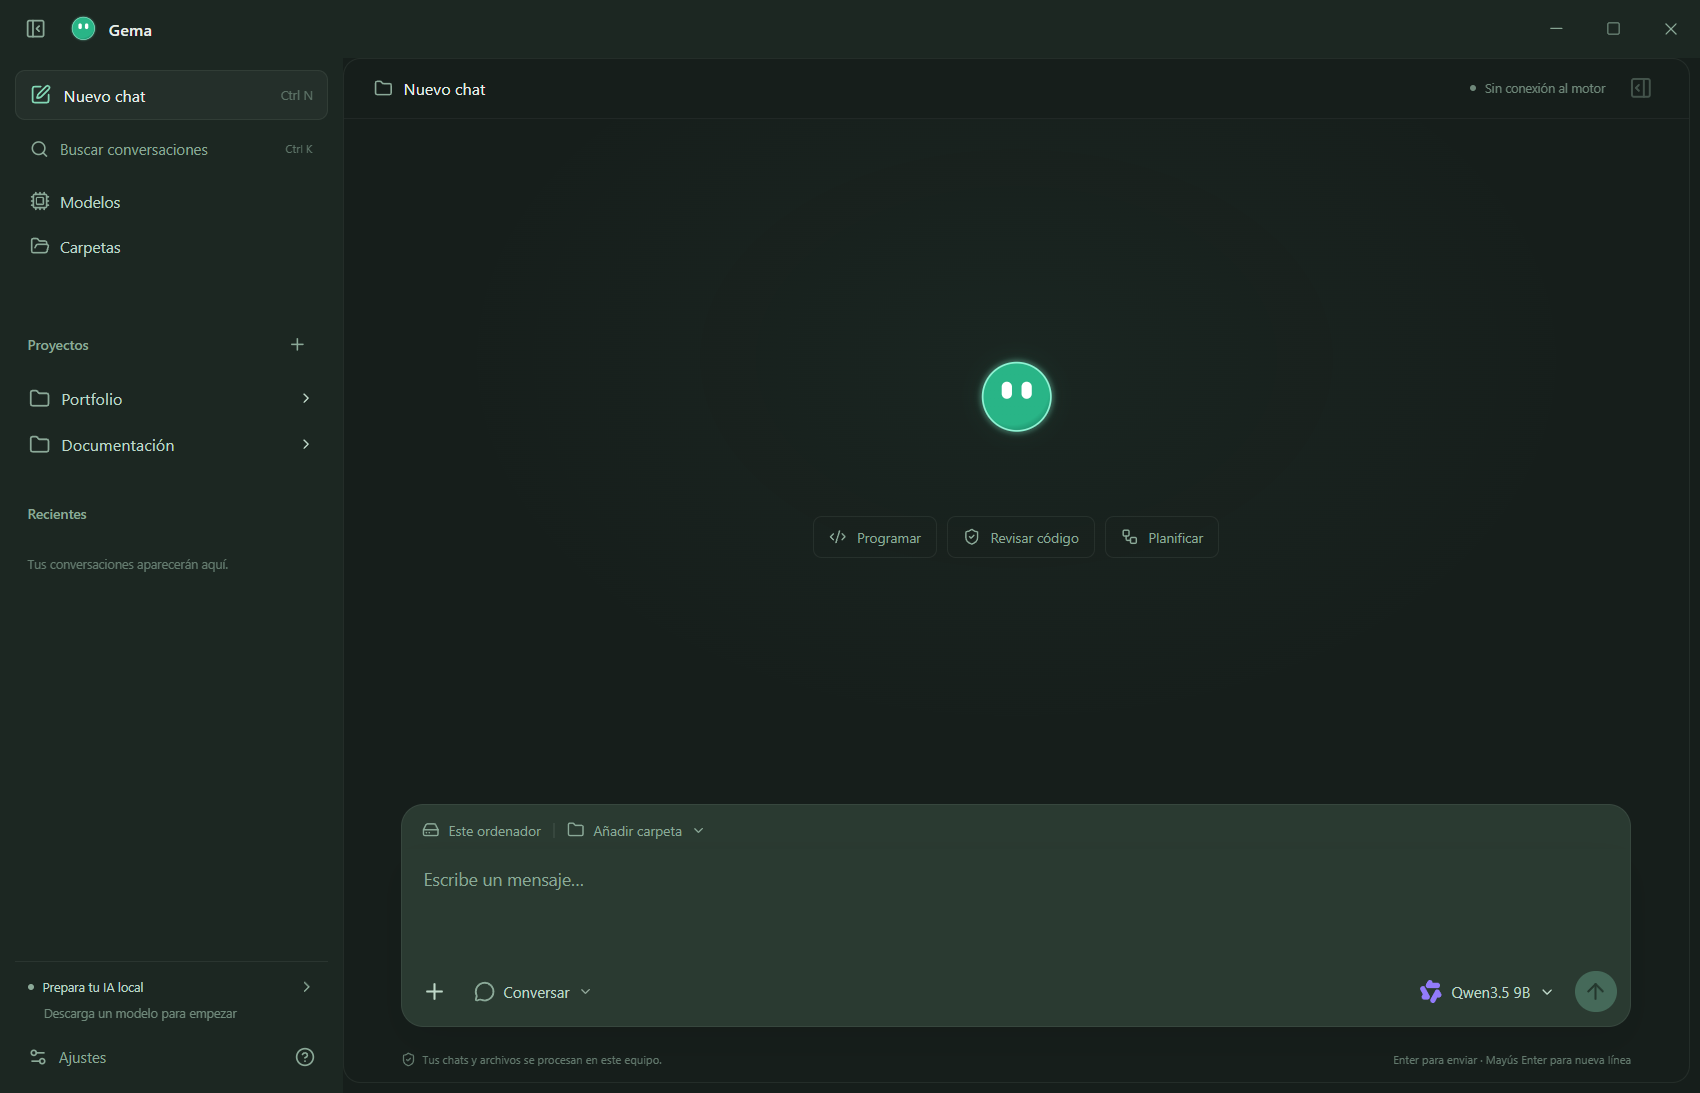 Gema
Nuevo chat
Ctrl N
Buscar conversaciones
Ctrl K
Modelos
Carpetas
Proyectos
Portfolio
Documentación
Recientes
Tus conversaciones aparecerán aquí.
Prepara tu IA local
Descarga un modelo para empezar
Ajustes
Nuevo chat
Sin conexión al motor
Programar
Revisar código
Planificar
Este ordenador
Añadir carpeta
Escribe un mensaje...
Conversar
Qwen3.5 9B
Tus chats y archivos se procesan en este equipo.
Enter para enviar · Mayús Enter para nueva línea